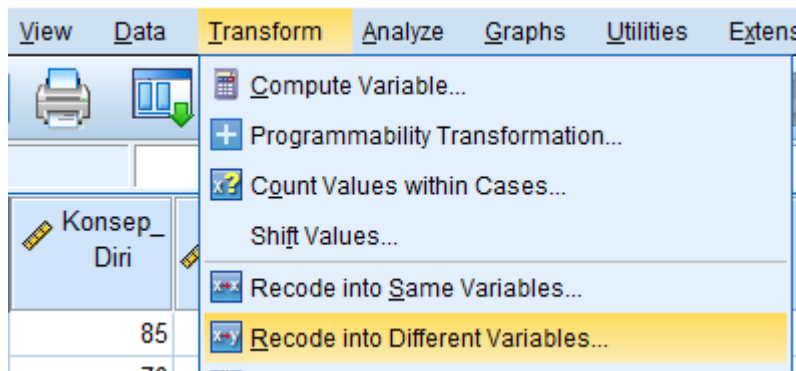 View Data Transform Analyze Graphs Utilities Extens
Compute Variable...
Programmability Transformation...
Count Values within Cases...
Shift Values...
Recode into Same Variables...
Recode into Different Variables...
Konsep_
Diri
85